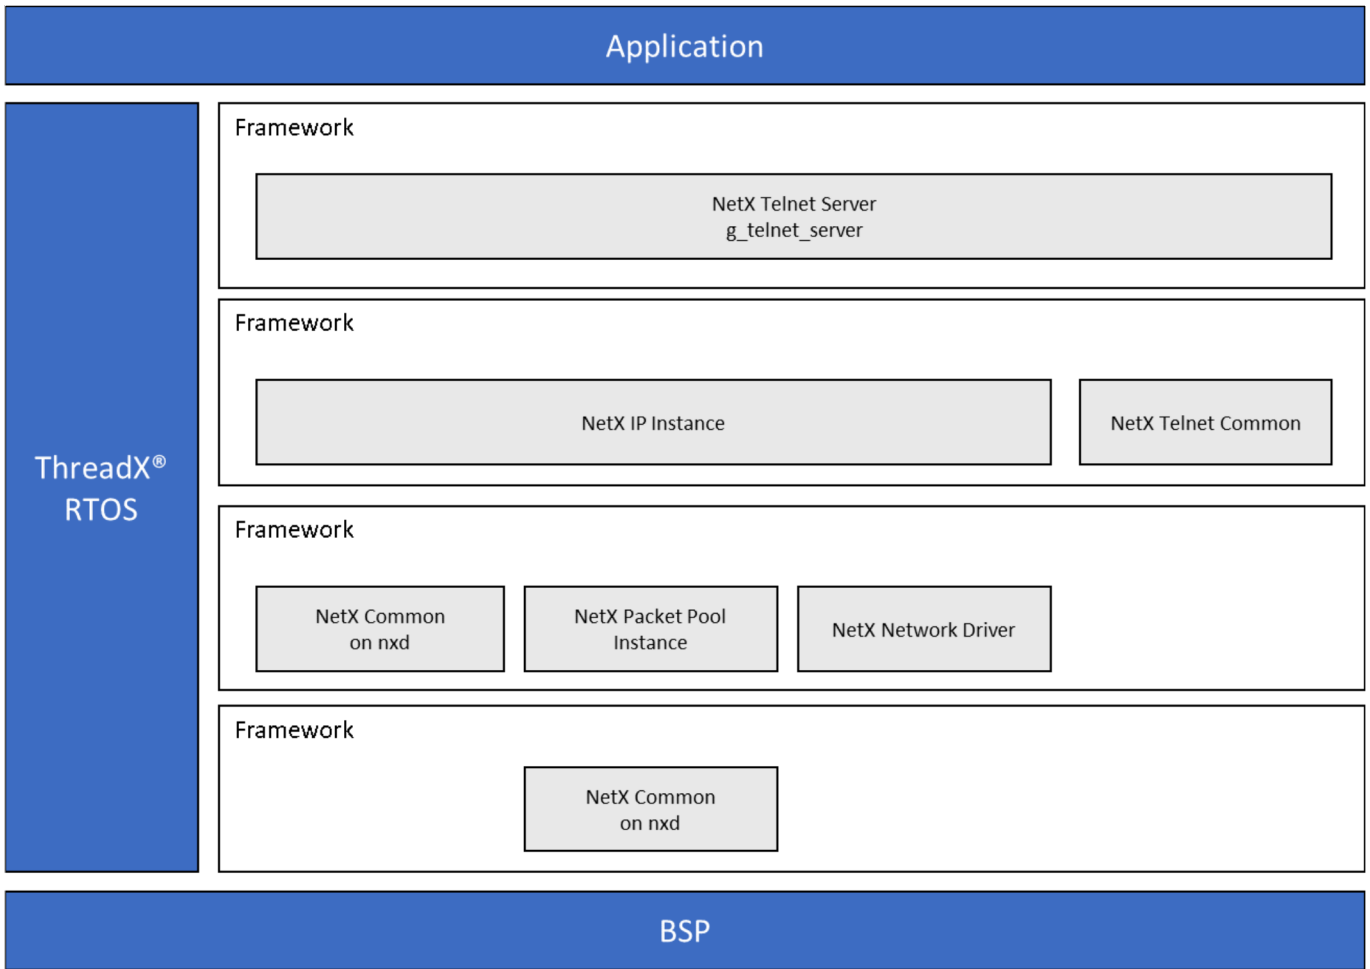 Application
ThreadX®
RTOS
Framework
NetX Telnet Server
g_telnet_server
Framework
NetX IP Instance
NetX Telnet Common
Framework
NetX Common
on nxd
NetX Packet Pool
Instance
NetX Network Driver
Framework
NetX Common
on nxd
BSP